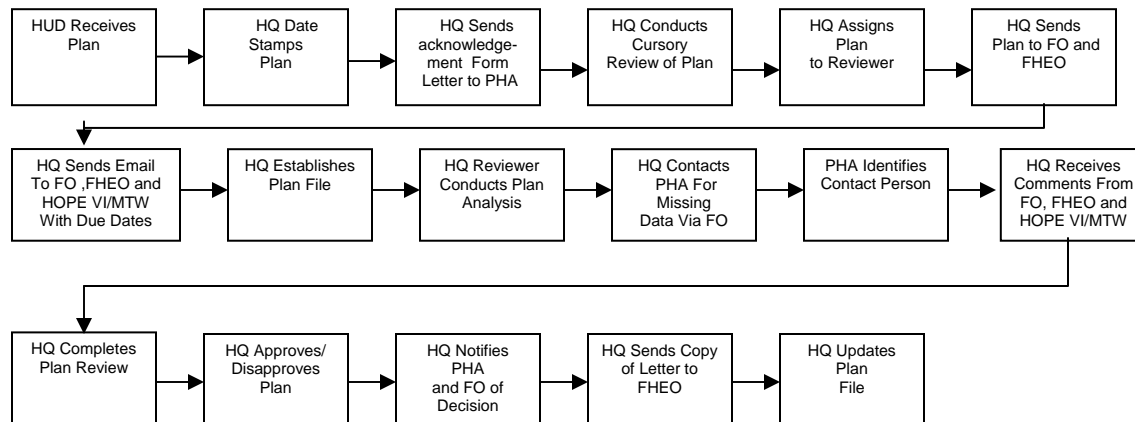 HUD Receives
Plan
HQ Date
Stamps
Plan
HQ Sends
acknowledge-
ment Form
Letter to PHA
HQ Conducts
Cursory
Review of Plan
HQ Assigns
Plan
to Reviewer
HQ Sends
Plan to FO and
FHEO
HQ Sends Email
To FO ,FHEO and
HOPE VI/MTW
With Due Dates
HQ Establishes
Plan File
HQ Reviewer
Conducts Plan
Analysis
HQ Contacts
PHA For
Missing
Data Via FO
PHA Identifies
Contact Person
HQ Receives
Comments From
FO, FHEO and
HOPE VI/MTW
HQ Completes
Plan Review
HQ Approves/
Disapproves
Plan
HQ Notifies
PHA
and FO of
Decision
HQ Sends Copy
of Letter to
FHEO
HQ Updates
Plan
File